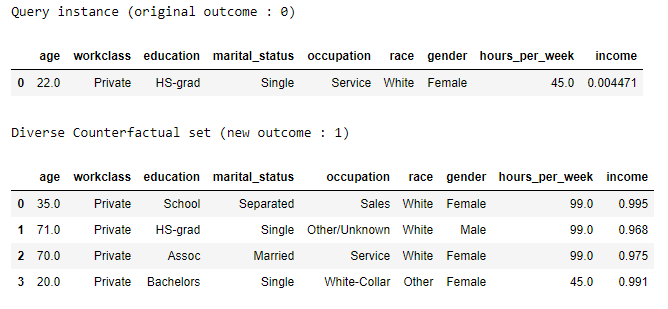 Query instance (original outcome : 0)
age workclass education marital_status occupation race gender hours_per_week income
0 22.0 Private HS-grad Single Service White Female 45.0 0.004471
Diverse Counterfactual set (new outcome : 1)
age workclass education marital_status occupation race gender hours_per_week income
0 35.0 Private School Separated Sales White Female 99.0 0.995
1 71.0 Private HS-grad Single Other/Unknown White Male 99.0 0.968
2 70.0 Private Assoc Married Service White Female 99.0 0.975
3 20.0 Private Bachelors Single White-Collar Other Female 45.0 0.991